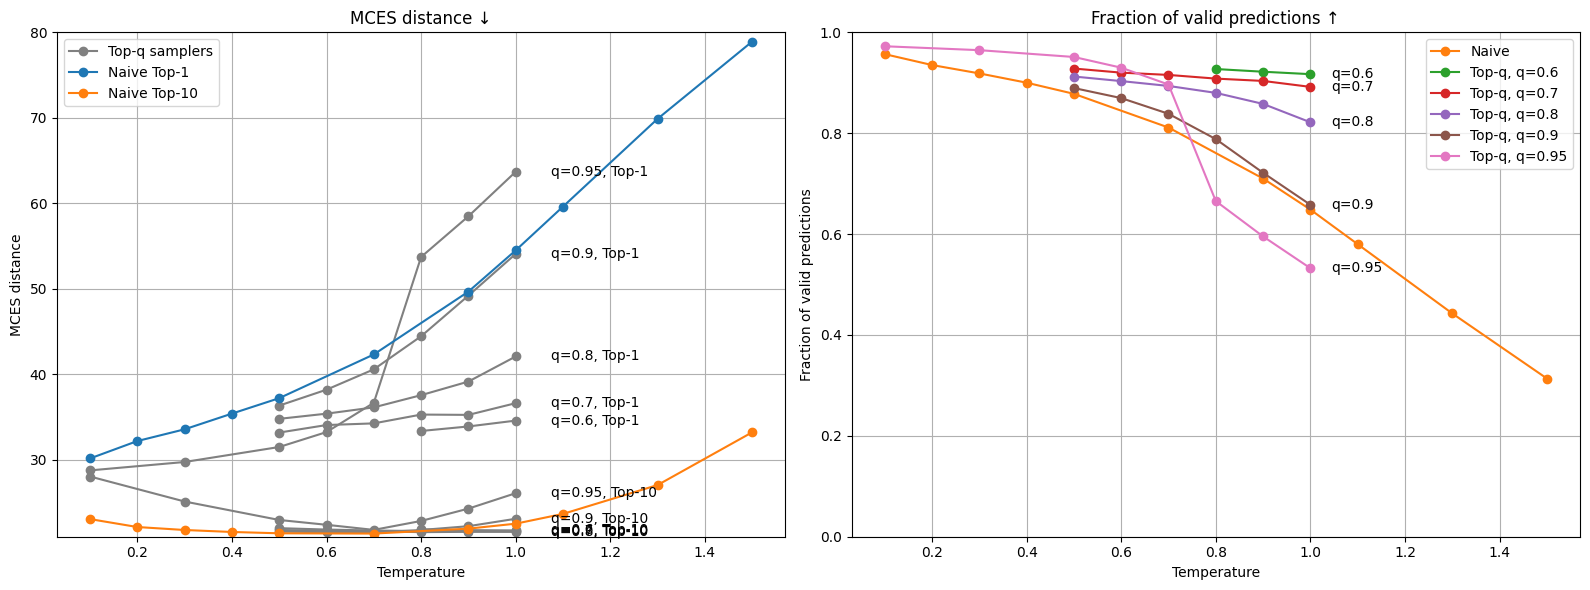 MCES distance ↓
80
70
60
50
40
30
MCES distance
Top-q samplers
Naive Top-1
Naive Top-10
q=0.95, Top-1
q=0.9, Top-1
q=0.8, Top-1
q=0.7, Top-1
q=0.6, Top-1
q=0.95, Top-10
q=0.9, Top-10
0.2 0.4 0.6 0.8 1.0 1.2 1.4
Temperature
Fraction of valid predictions ↑
1.0
0.8
0.6
0.4
0.2
0.0
Fraction of valid predictions
Naive
Top-q, q=0.6
Top-q, q=0.7
Top-q, q=0.8
Top-q, q=0.9
Top-q, q=0.95
q=0.6
q=0.7
q=0.8
q=0.9
q=0.95
0.2 0.4 0.6 0.8 1.0 1.2 1.4
Temperature